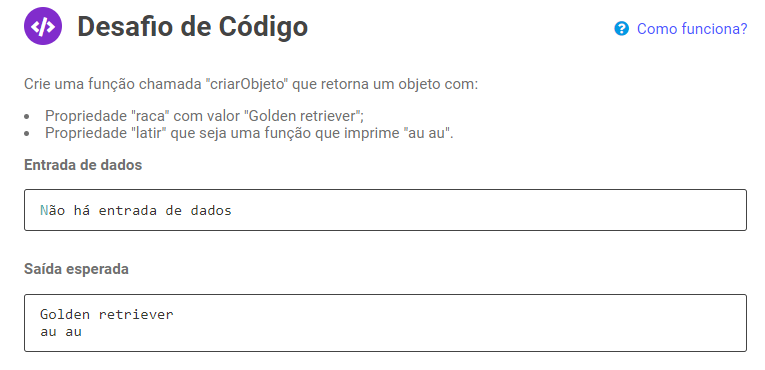 </> Desafio de Código
Como funciona?
Crie uma função chamada "criarObjeto" que retorna um objeto com:
• Propriedade "raca" com valor "Golden retriever";
• Propriedade "latir" que seja uma função que imprime "au au".
Entrada de dados
Não há entrada de dados
Saída esperada
Golden retriever
au au